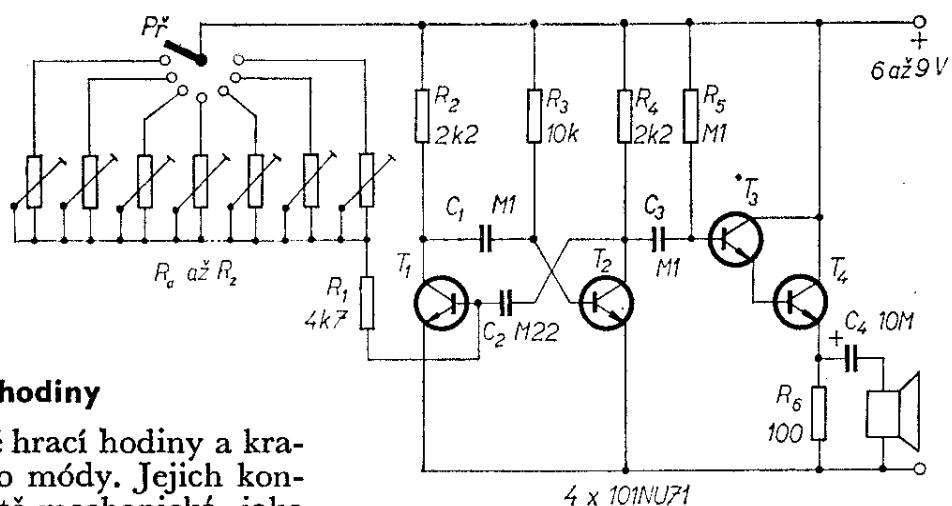 Př
+
6 až 9 V
R2
2k2
R3
10k
R4
2k2
R5
M1
T3
C1 M1
C3
M1
T1
T2
T4
Ra až Rz
R1
4k7
C2 M22
+
C4 10M
R6
100
4 x 101NU71
hodiny
hrací hodiny a kra-
o módy. Jejich kon-